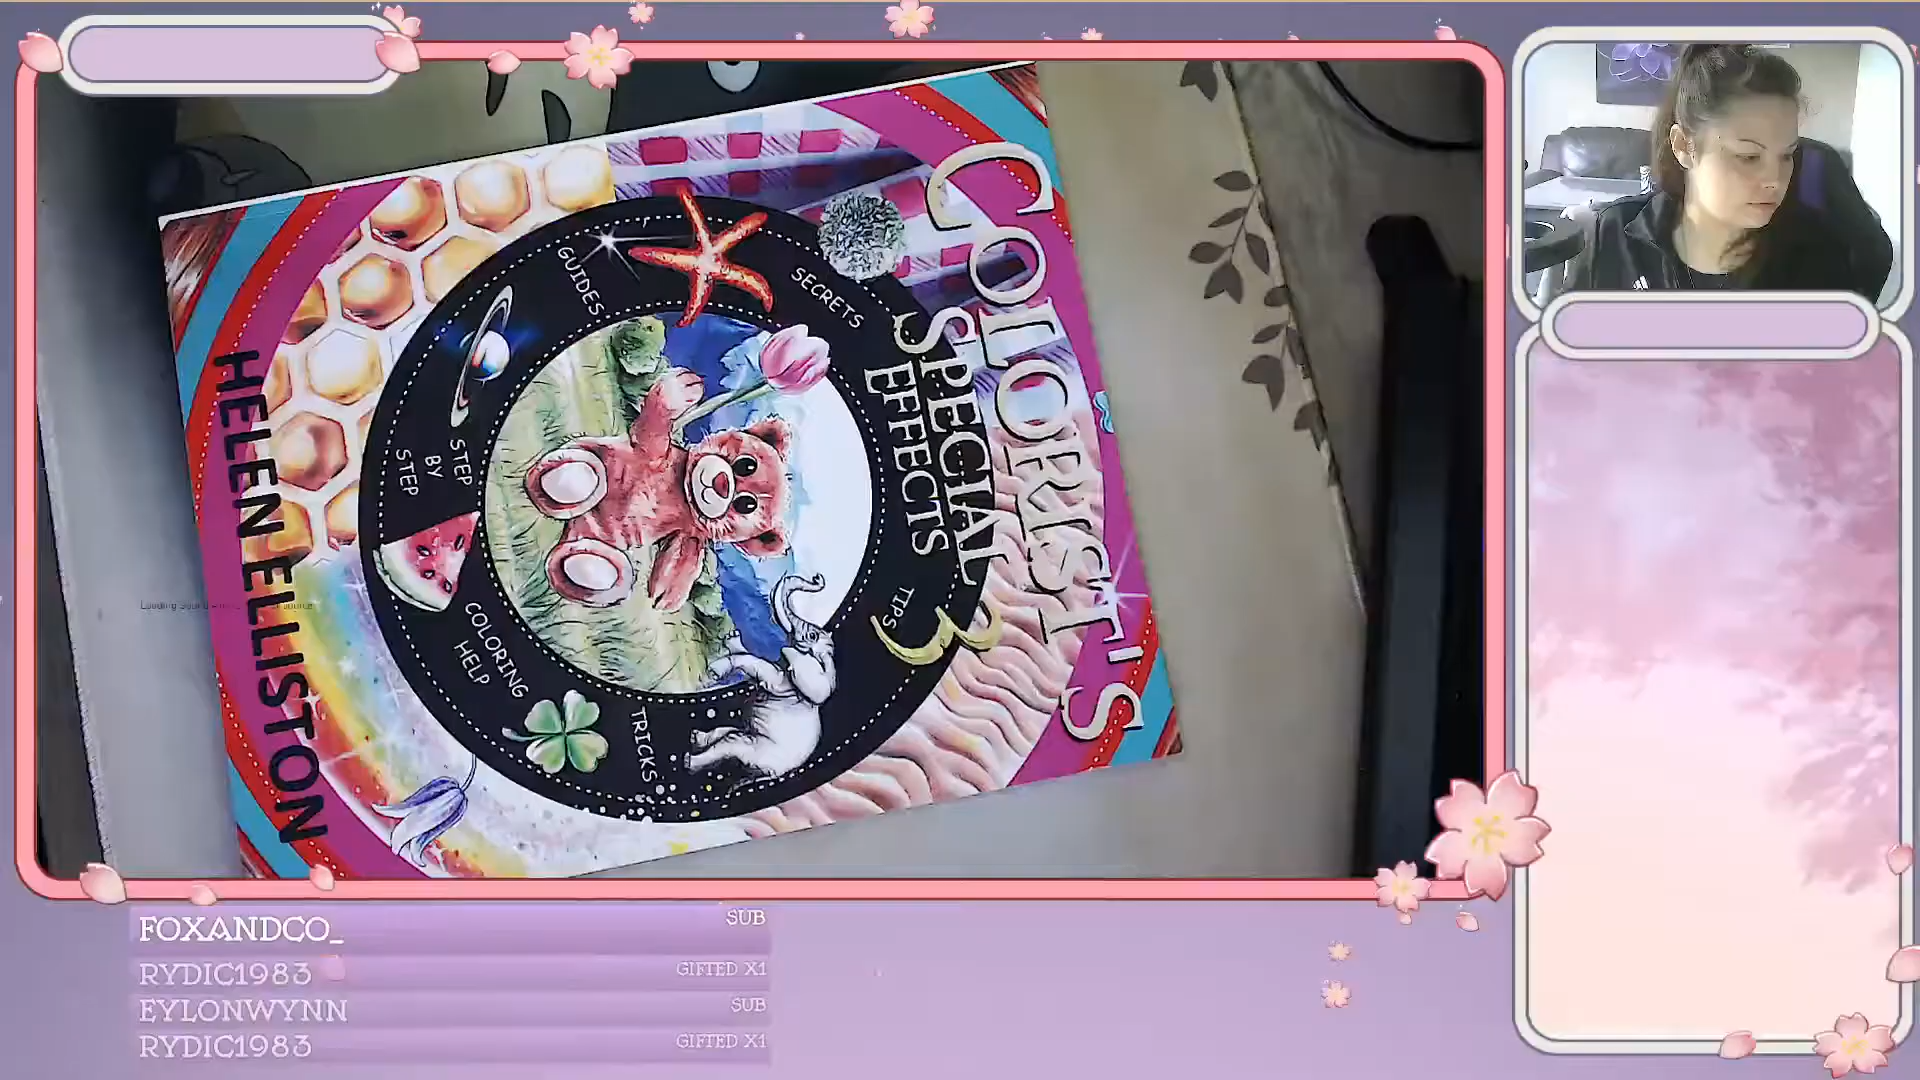 COLORIST'S
SPECIAL
EFFECTS
3
SECRETS
GUIDES
STEP
BY
STEP
COLORING
HELP
TRICKS
TIPS
HELEN ELLISTON
FOXANDCO_ SUB
RYDIC1983 GIFTED X1
EYLONWYNN SUB
RYDIC1983 GIFTED X1